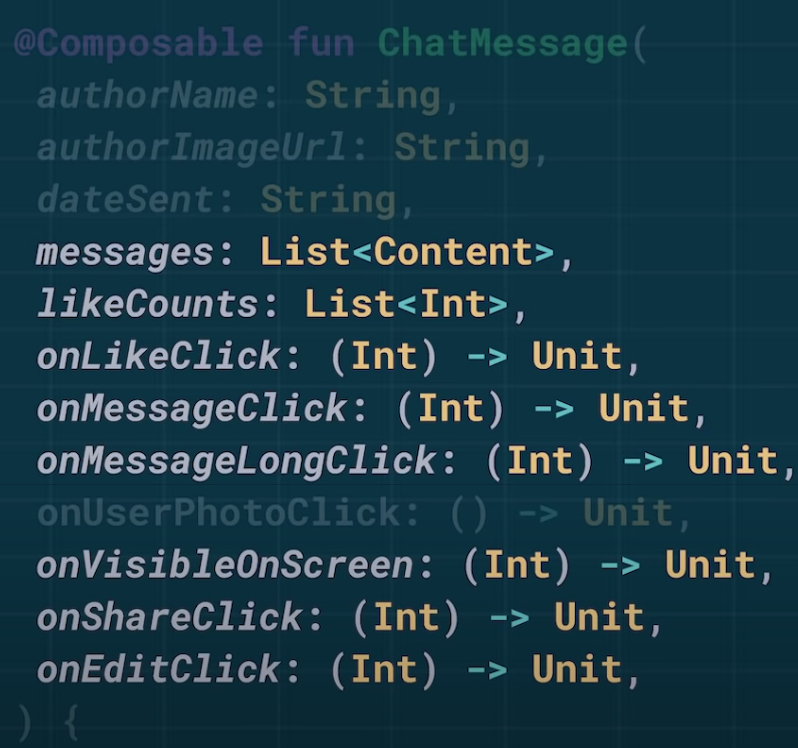 @Composable fun ChatMessage(
authorName: String,
authorImageUrl: String,
dateSent: String,
messages: List<Content>,
likeCounts: List<Int>,
onLikeClick: (Int) -> Unit,
onMessageClick: (Int) -> Unit,
onMessageLongClick: (Int) -> Unit,
onUserPhotoClick: () -> Unit,
onVisibleOnScreen: (Int) -> Unit,
onShareClick: (Int) -> Unit,
onEditClick: (Int) -> Unit,
) {